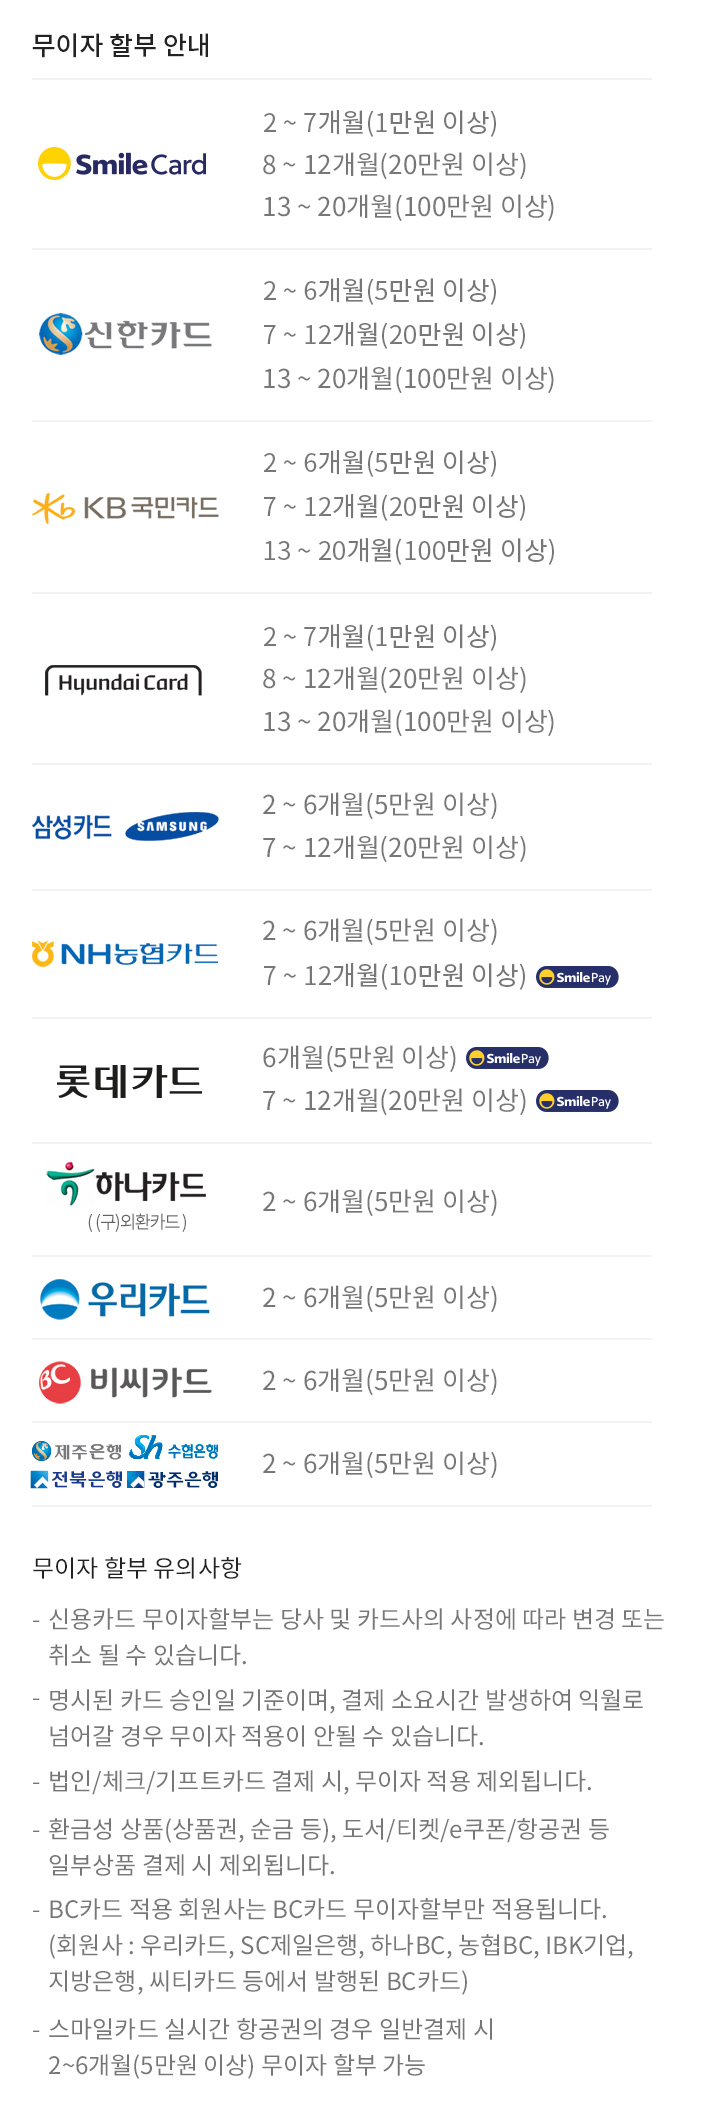 무이자 할부 안내
Smile Card
2 ~ 7개월(1만원 이상)
8 ~ 12개월(20만원 이상)
13 ~ 20개월(100만원 이상)
신한카드
2 ~ 6개월(5만원 이상)
7 ~ 12개월(20만원 이상)
13 ~ 20개월(100만원 이상)
KB 국민카드
2 ~ 6개월(5만원 이상)
7 ~ 12개월(20만원 이상)
13 ~ 20개월(100만원 이상)
Hyundai Card
2 ~ 7개월(1만원 이상)
8 ~ 12개월(20만원 이상)
13 ~ 20개월(100만원 이상)
삼성카드 SAMSUNG
2 ~ 6개월(5만원 이상)
7 ~ 12개월(20만원 이상)
NH농협카드
2 ~ 6개월(5만원 이상)
7 ~ 12개월(10만원 이상) Smile Pay
롯데카드
6개월(5만원 이상) Smile Pay
7 ~ 12개월(20만원 이상) Smile Pay
하나카드
( (구)외환카드 )
2 ~ 6개월(5만원 이상)
우리카드
2 ~ 6개월(5만원 이상)
BC 비씨카드
2 ~ 6개월(5만원 이상)
제주은행 Sh 수협은행
전북은행 광주은행
2 ~ 6개월(5만원 이상)
무이자 할부 유의사항
- 신용카드 무이자할부는 당사 및 카드사의 사정에 따라 변경 또는
취소 될 수 있습니다.
- 명시된 카드 승인일 기준이며, 결제 소요시간 발생하여 익월로
넘어갈 경우 무이자 적용이 안될 수 있습니다.
- 법인/체크/기프트카드 결제 시, 무이자 적용 제외됩니다.
- 환금성 상품(상품권, 순금 등), 도서/티켓/e쿠폰/항공권 등
일부상품 결제 시 제외됩니다.
- BC카드 적용 회원사는 BC카드 무이자할부만 적용됩니다.
(회원사 : 우리카드, SC제일은행, 하나BC, 농협BC, IBK기업,
지방은행, 씨티카드 등에서 발행된 BC카드)
- 스마일카드 실시간 항공권의 경우 일반결제 시
2~6개월(5만원 이상) 무이자 할부 가능